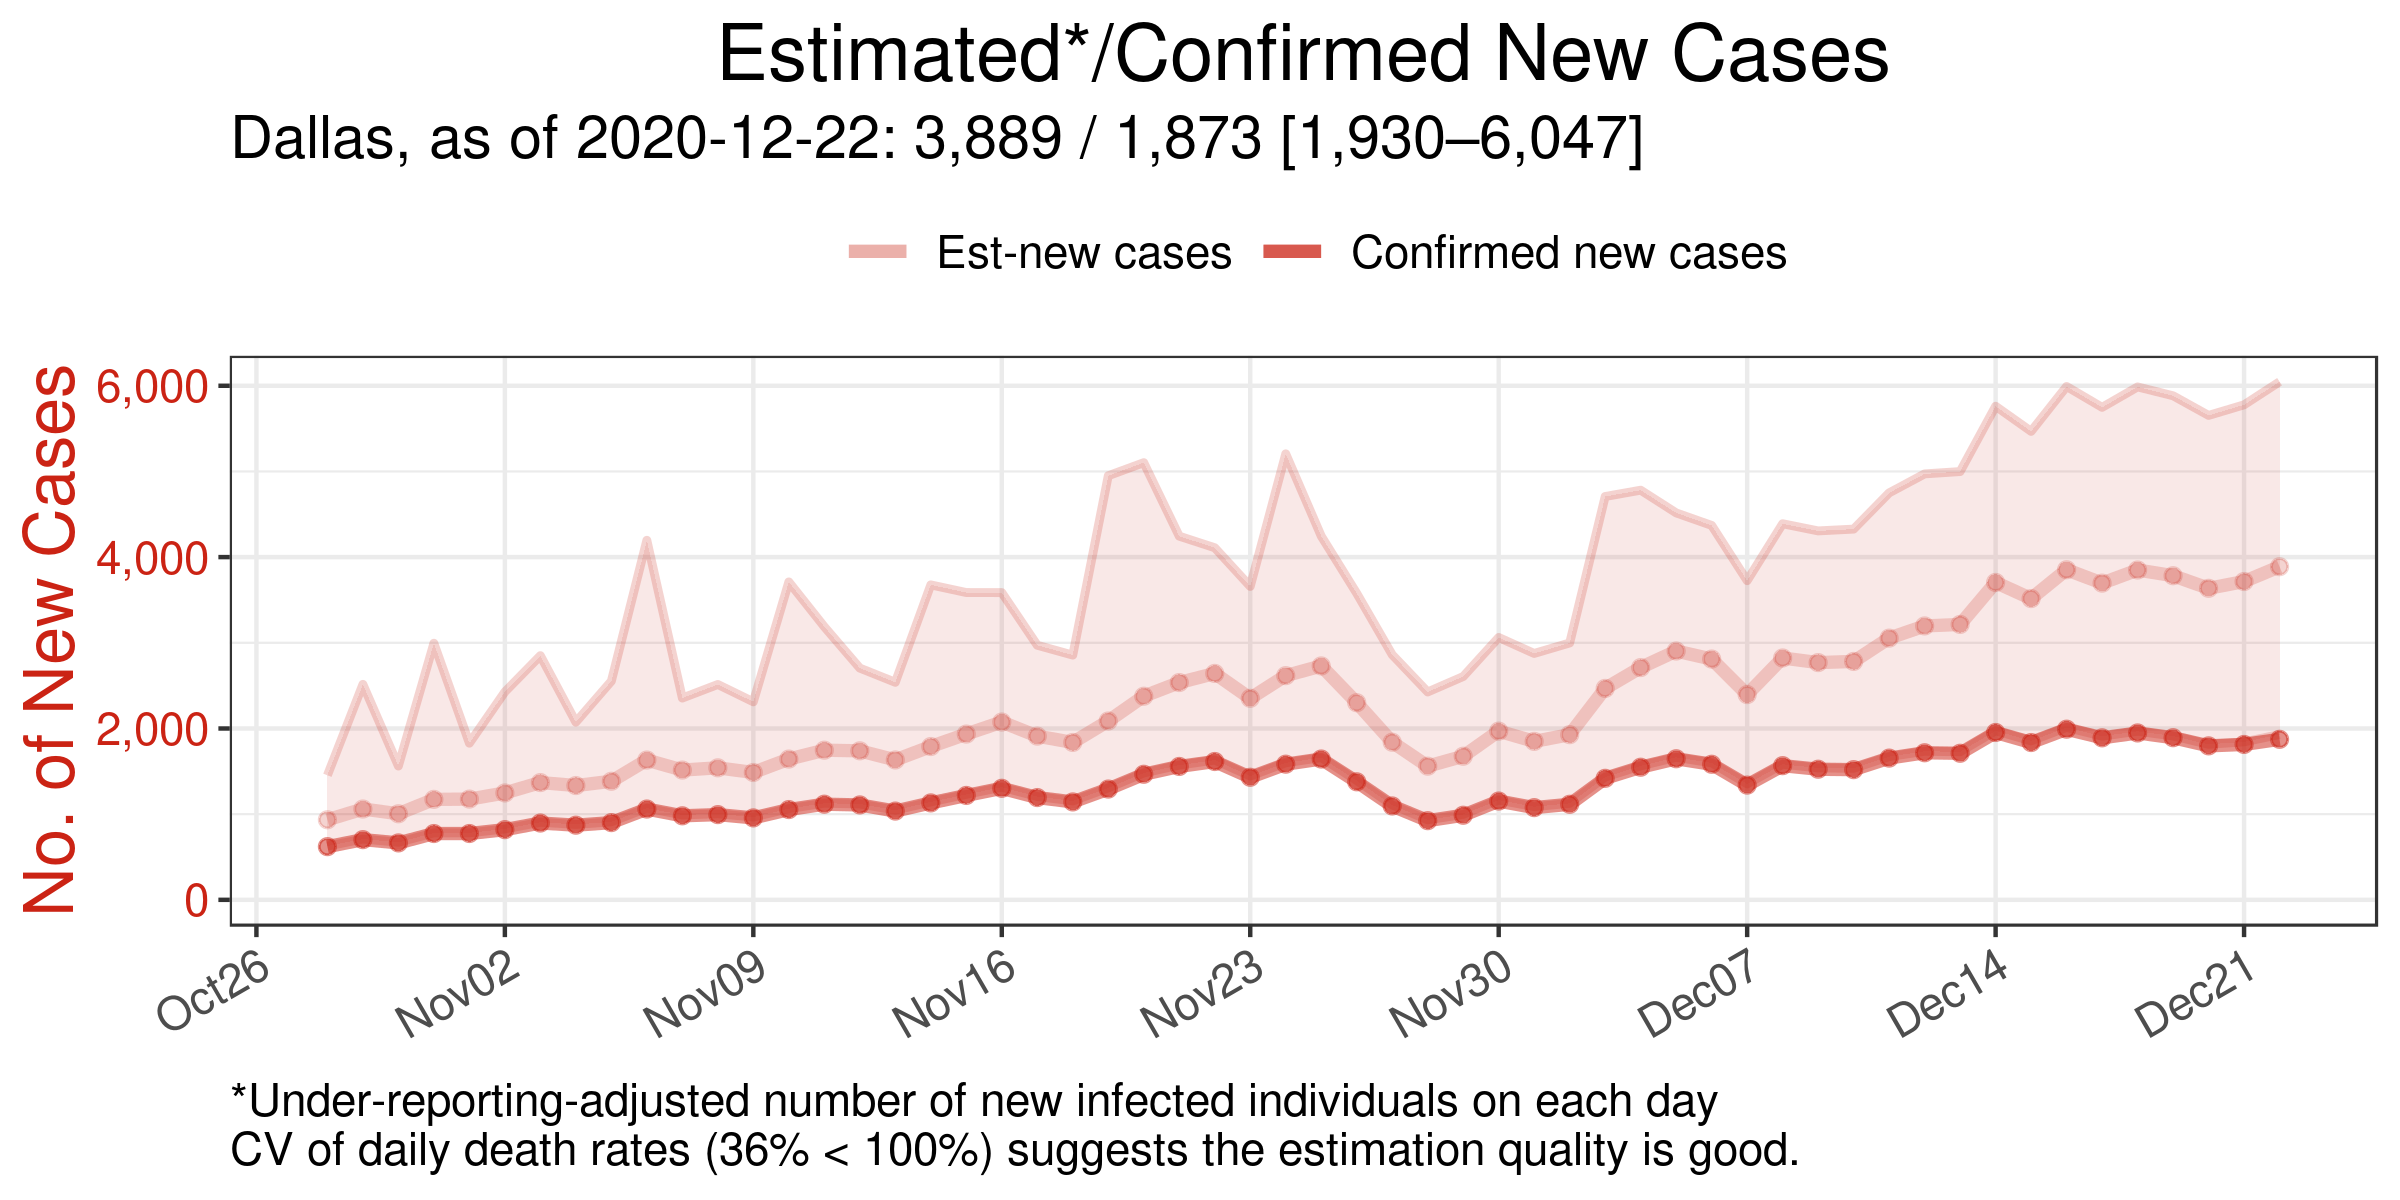 Estimated*/Confirmed New Cases
Dallas, as of 2020-12-22: 3,889 / 1,873 [1,930–6,047]
Est-new cases
Confirmed new cases
No. of New Cases
6,000
4,000
2,000
0
Oct26
Nov02
Nov09
Nov16
Nov23
Nov30
Dec07
Dec14
Dec21
*Under-reporting-adjusted number of new infected individuals on each day
CV of daily death rates (36% < 100%) suggests the estimation quality is good.